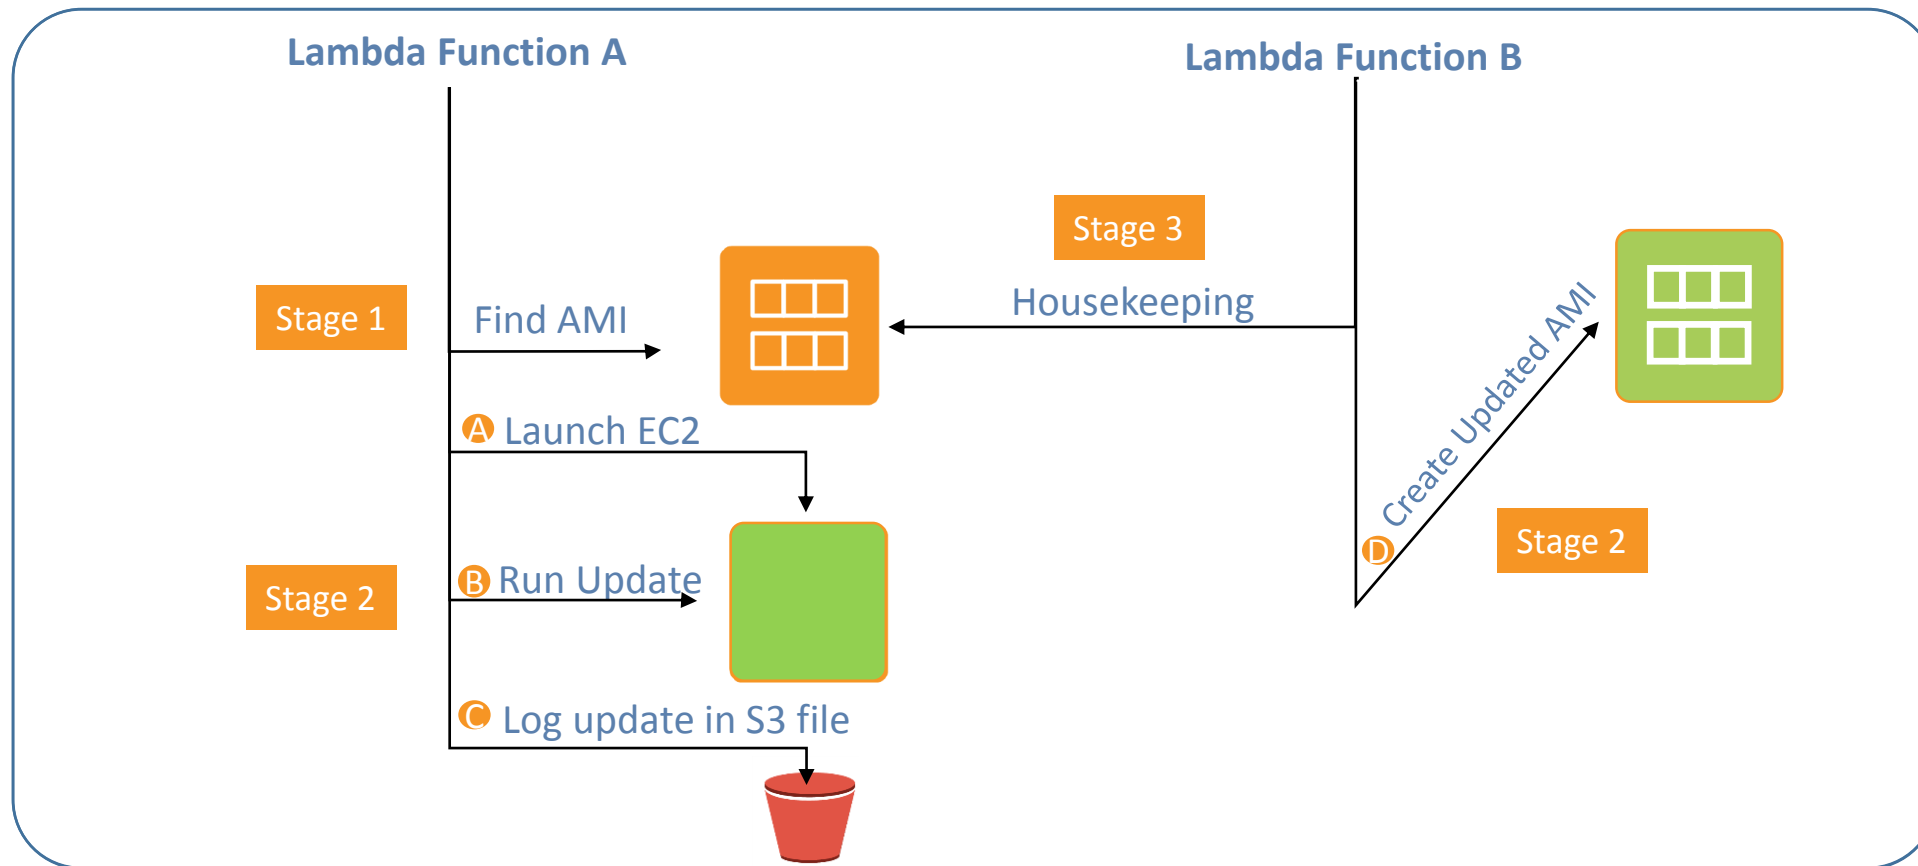 Lambda Function A
Lambda Function B
Stage 3
Stage 1
Find AMI
Housekeeping
A Launch EC2
D Create Updated AMI
Stage 2
B Run Update
Stage 2
C Log update in S3 file